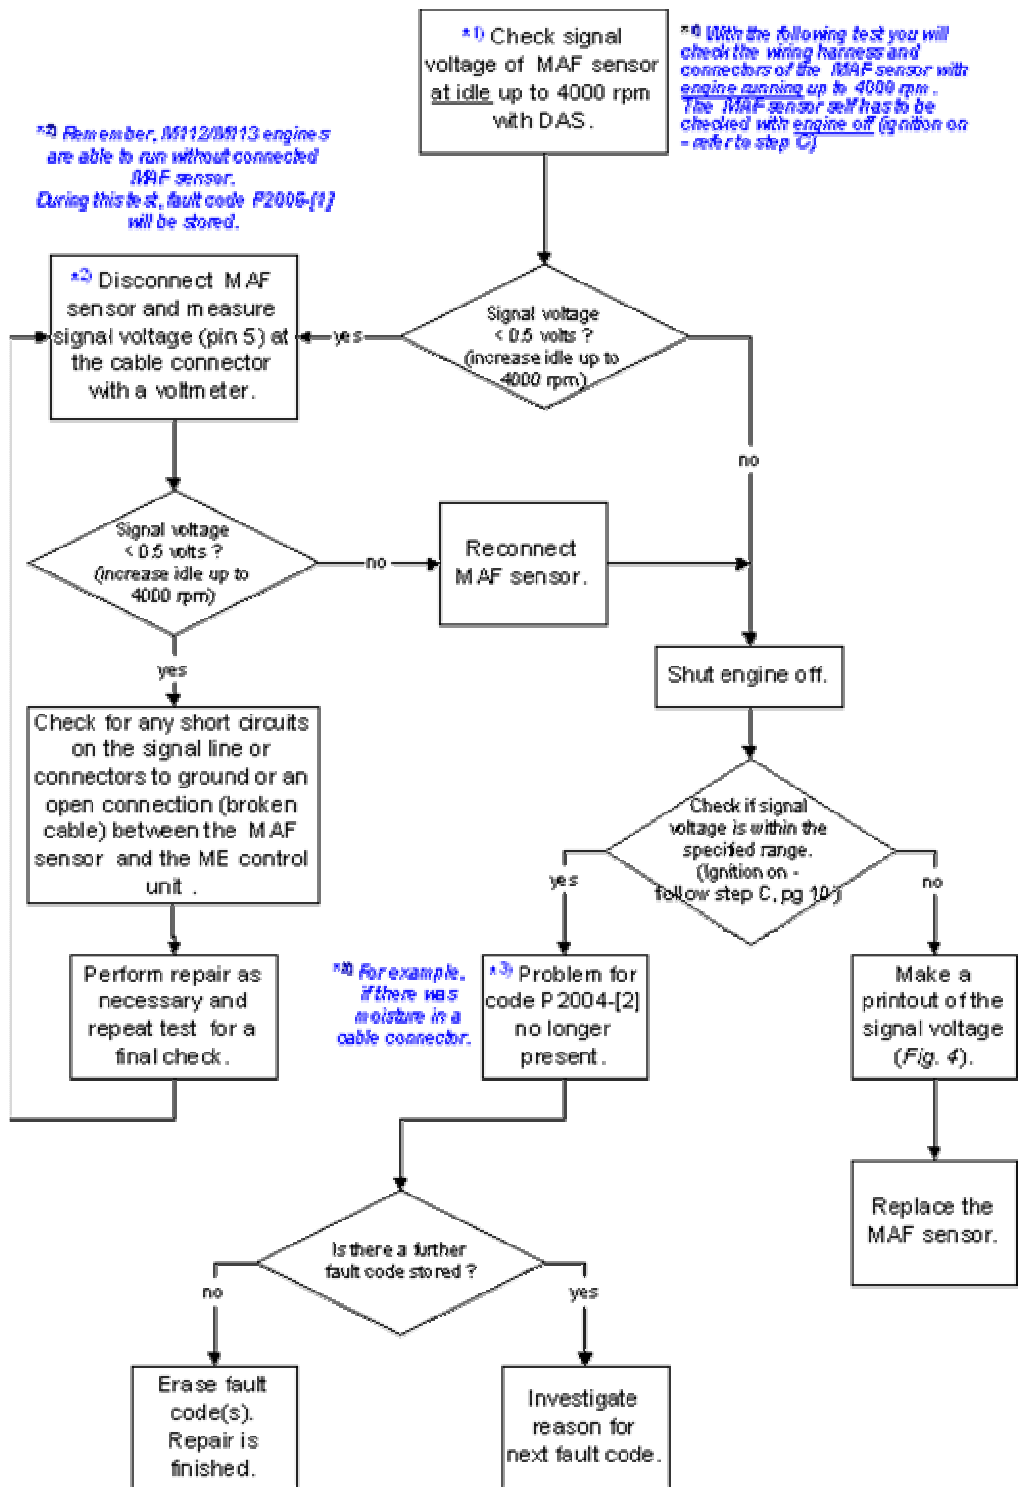 *1) Check signal
voltage of MAF sensor
at idle up to 4000 rpm
with DAS.
With the following test you will
check the wiring harness and
connectors of the MAF sensor with
engine running up to 4000 rpm.
The MAF sensor self has to be
checked with engine off (ignition on
- refer to step C)
*2) Remember, M112/M113 engines
are able to run without connected
MAF sensor.
During this test, fault code P2006-[1]
will be stored.
*2) Disconnect MAF
sensor and measure
signal voltage (pin 5) at
the cable connector
with a voltmeter.
yes
Signal voltage
< 0.5 volts ?
(increase idle up to
4000 rpm)
no
Signal voltage
< 0.5 volts ?
(increase idle up to
4000 rpm)
no
Reconnect
MAF sensor.
yes
Shut engine off.
Check for any short circuits
on the signal line or
connectors to ground or an
open connection (broken
cable) between the MAF
sensor and the ME control
unit .
Check if signal
voltage is within the
specified range.
(Ignition on -
follow step C, pg 10 )
yes
no
Perform repair as
necessary and
repeat test for a
final check.
For example,
if there was
moisture in a
cable connector.
*3) Problem for
code P2004-[2]
no longer
present.
Make a
printout of the
signal voltage
(Fig. 4).
Replace the
MAF sensor.
Is there a further
fault code stored ?
no
yes
Erase fault
code(s).
Repair is
finished.
Investigate
reason for
next fault code.